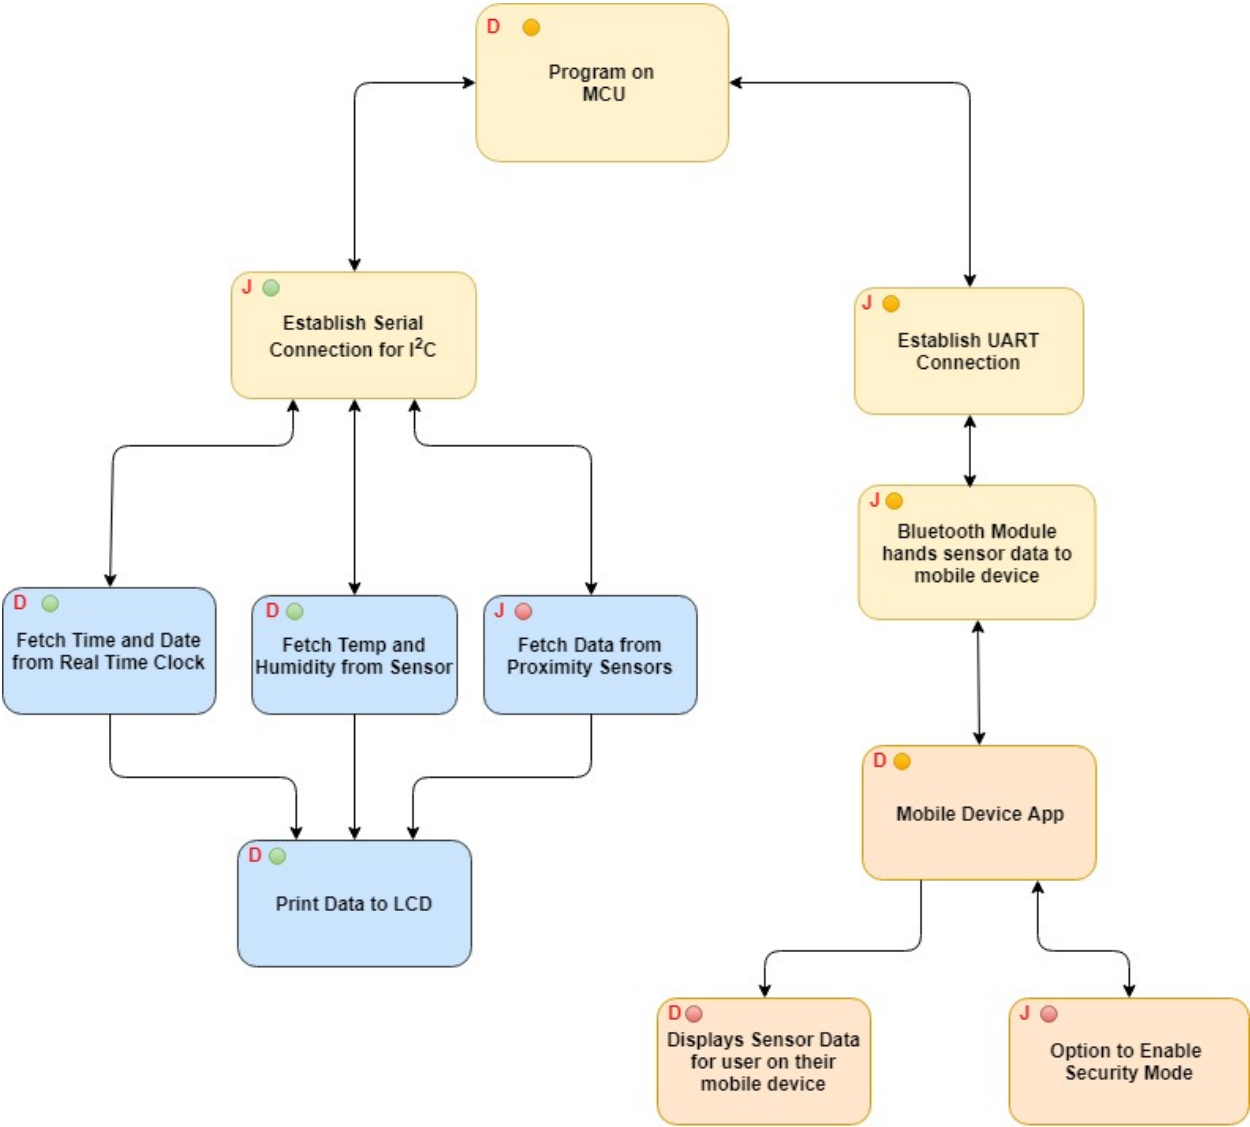 D
Program on
MCU
J
Establish Serial
Connection for I²C
J
Establish UART
Connection
J
Bluetooth Module
hands sensor data to
mobile device
D
Fetch Time and Date
from Real Time Clock
D
Fetch Temp and
Humidity from Sensor
J
Fetch Data from
Proximity Sensors
D
Mobile Device App
D
Print Data to LCD
D
Displays Sensor Data
for user on their
mobile device
J
Option to Enable
Security Mode